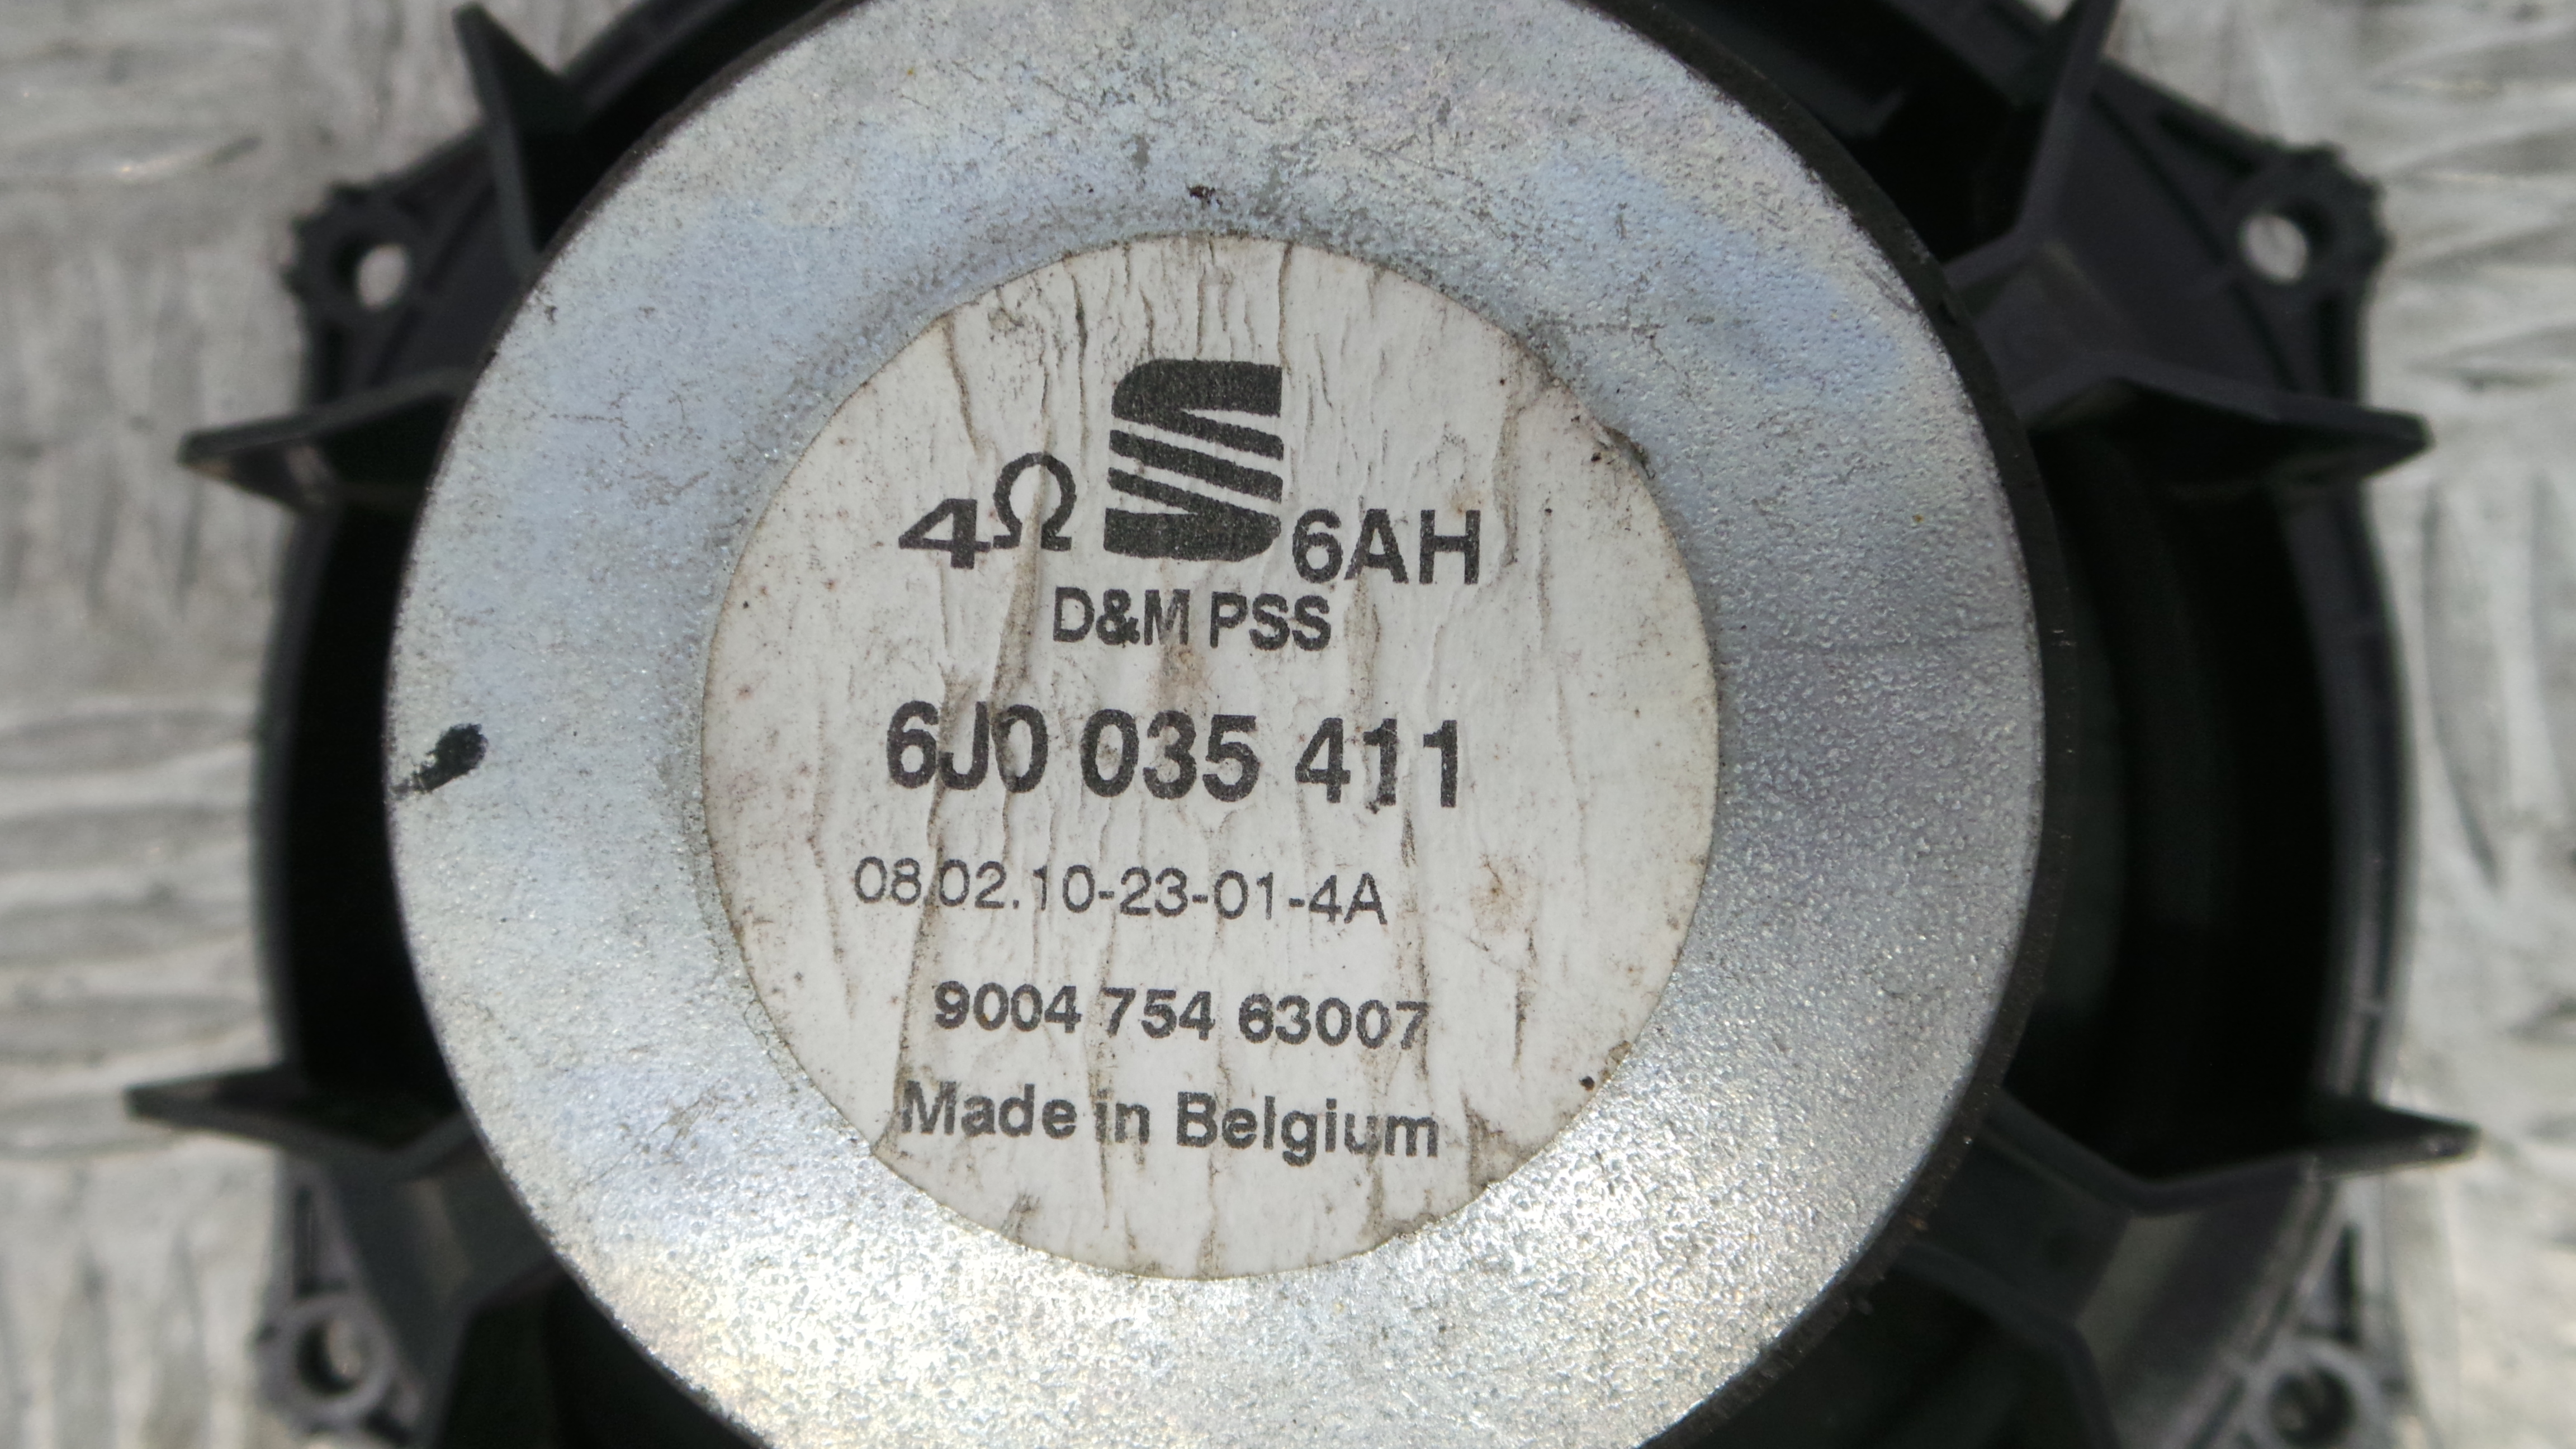 4Ω S 6AH
D&M PSS
6J0 035 411
08.02.10-23-01-4A
9004 754 63007
Made in Belgium